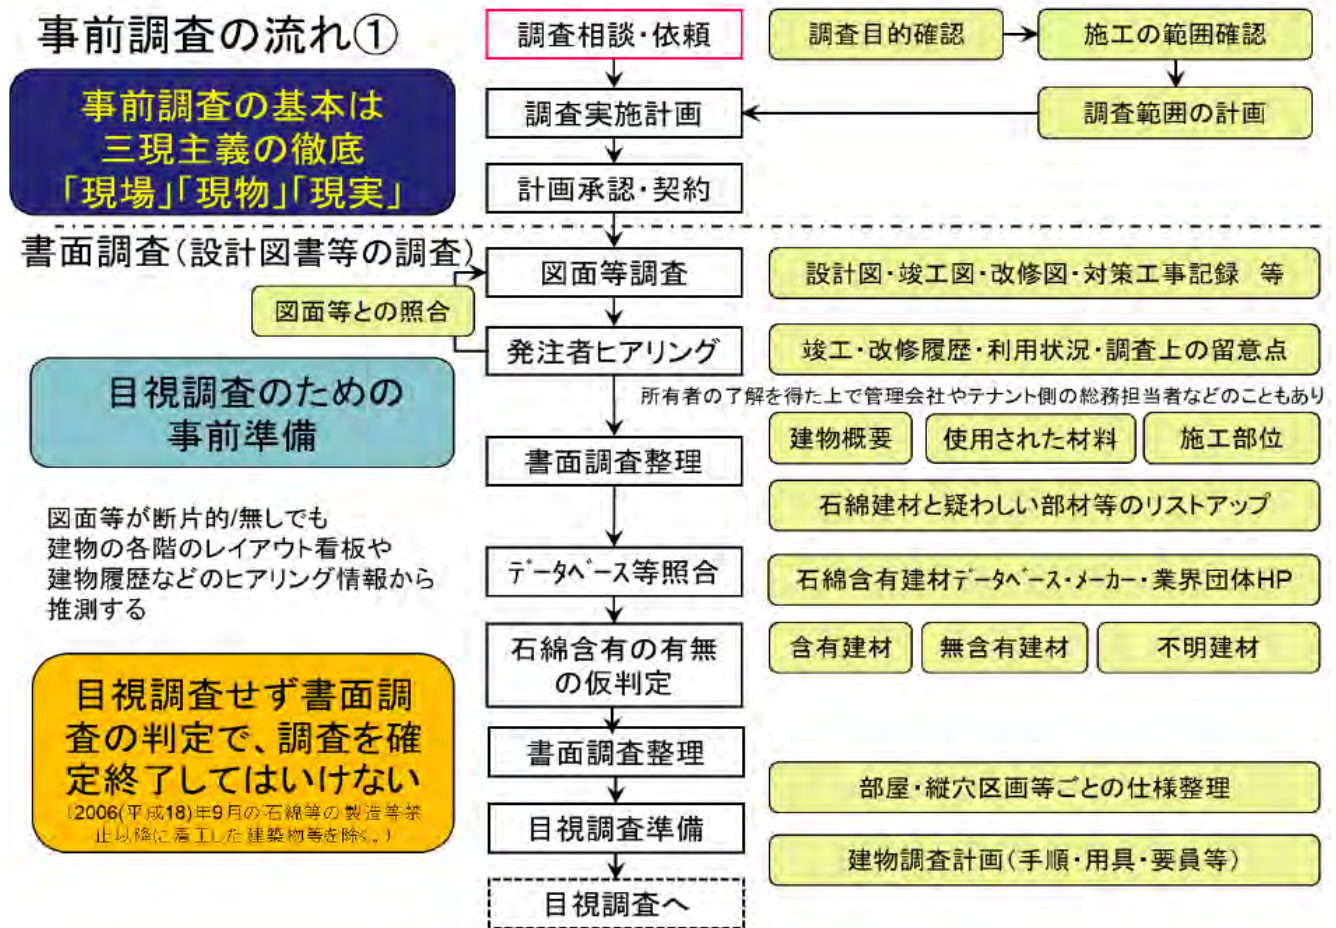 事前調査の流れ①
調査相談・依頼
調査目的確認
施工の範囲確認
事前調査の基本は
三現主義の徹底
「現場」「現物」「現実」
調査実施計画
調査範囲の計画
計画承認・契約
書面調査(設計図書等の調査)
図面等調査
設計図・竣工図・改修図・対策工事記録 等
図面等との照合
発注者ヒアリング
竣工・改修履歴・利用状況・調査上の留意点
所有者の了解を得た上で管理会社やテナント側の総務担当者などのこともあり
目視調査のための
事前準備
書面調査整理
建物概要
使用された材料
施工部位
石綿建材と疑わしい部材等のリストアップ
図面等が断片的/無しでも
建物の各階のレイアウト看板や
建物履歴などのヒアリング情報から
推測する
ﾃﾞｰﾀﾍﾞｰｽ等照合
石綿含有建材ﾃﾞｰﾀﾍﾞｰｽ・ﾒｰｶｰ・業界団体HP
石綿含有の有無
の仮判定
含有建材
無含有建材
不明建材
目視調査せず書面調
査の判定で、調査を確
定終了してはいけない
(2006(平成18)年9月の石綿等の製造等禁
止以降に着工した建築物等を除く。)
書面調査整理
部屋・縦穴区画等ごとの仕様整理
目視調査準備
建物調査計画(手順・用具・要員等)
目視調査へ